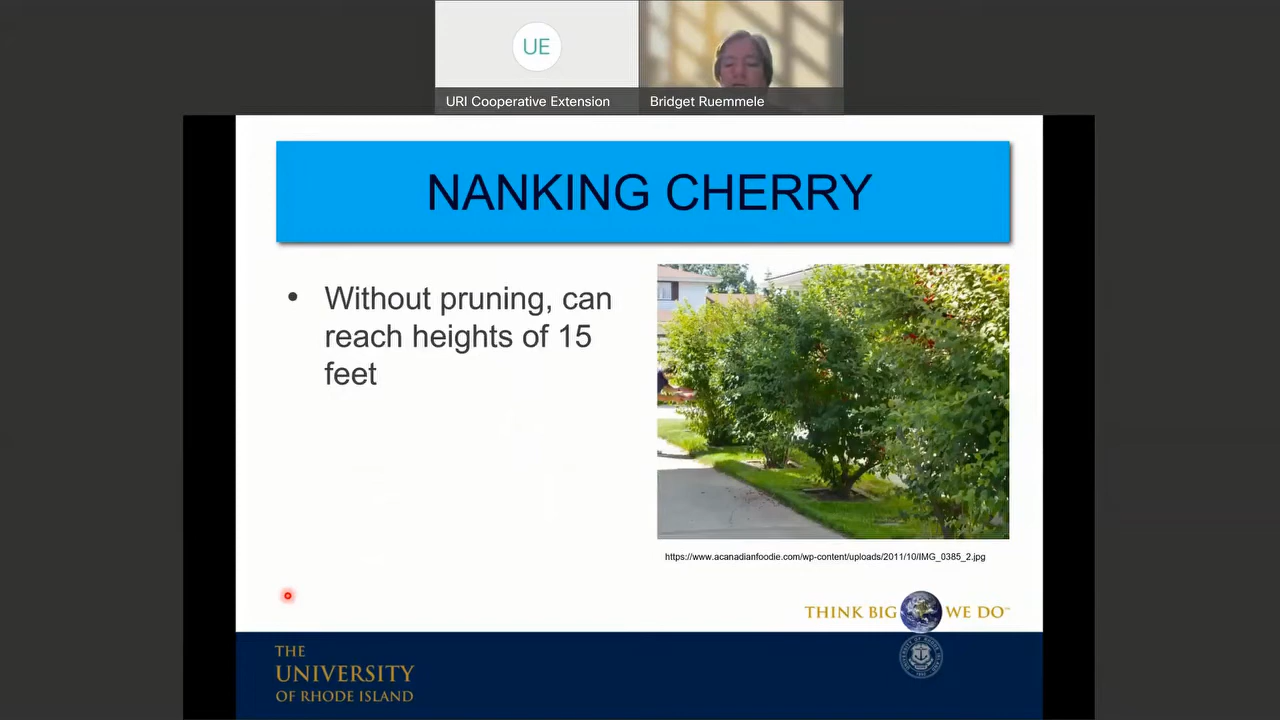 UE
URI Cooperative Extension
Bridget Ruemmele
NANKING CHERRY
• Without pruning, can
reach heights of 15
feet
https://www.acanadianfoodie.com/wp-content/uploads/2011/10/IMG_0385_2.jpg
THINK BIG WE DO™
THE
UNIVERSITY
OF RHODE ISLAND